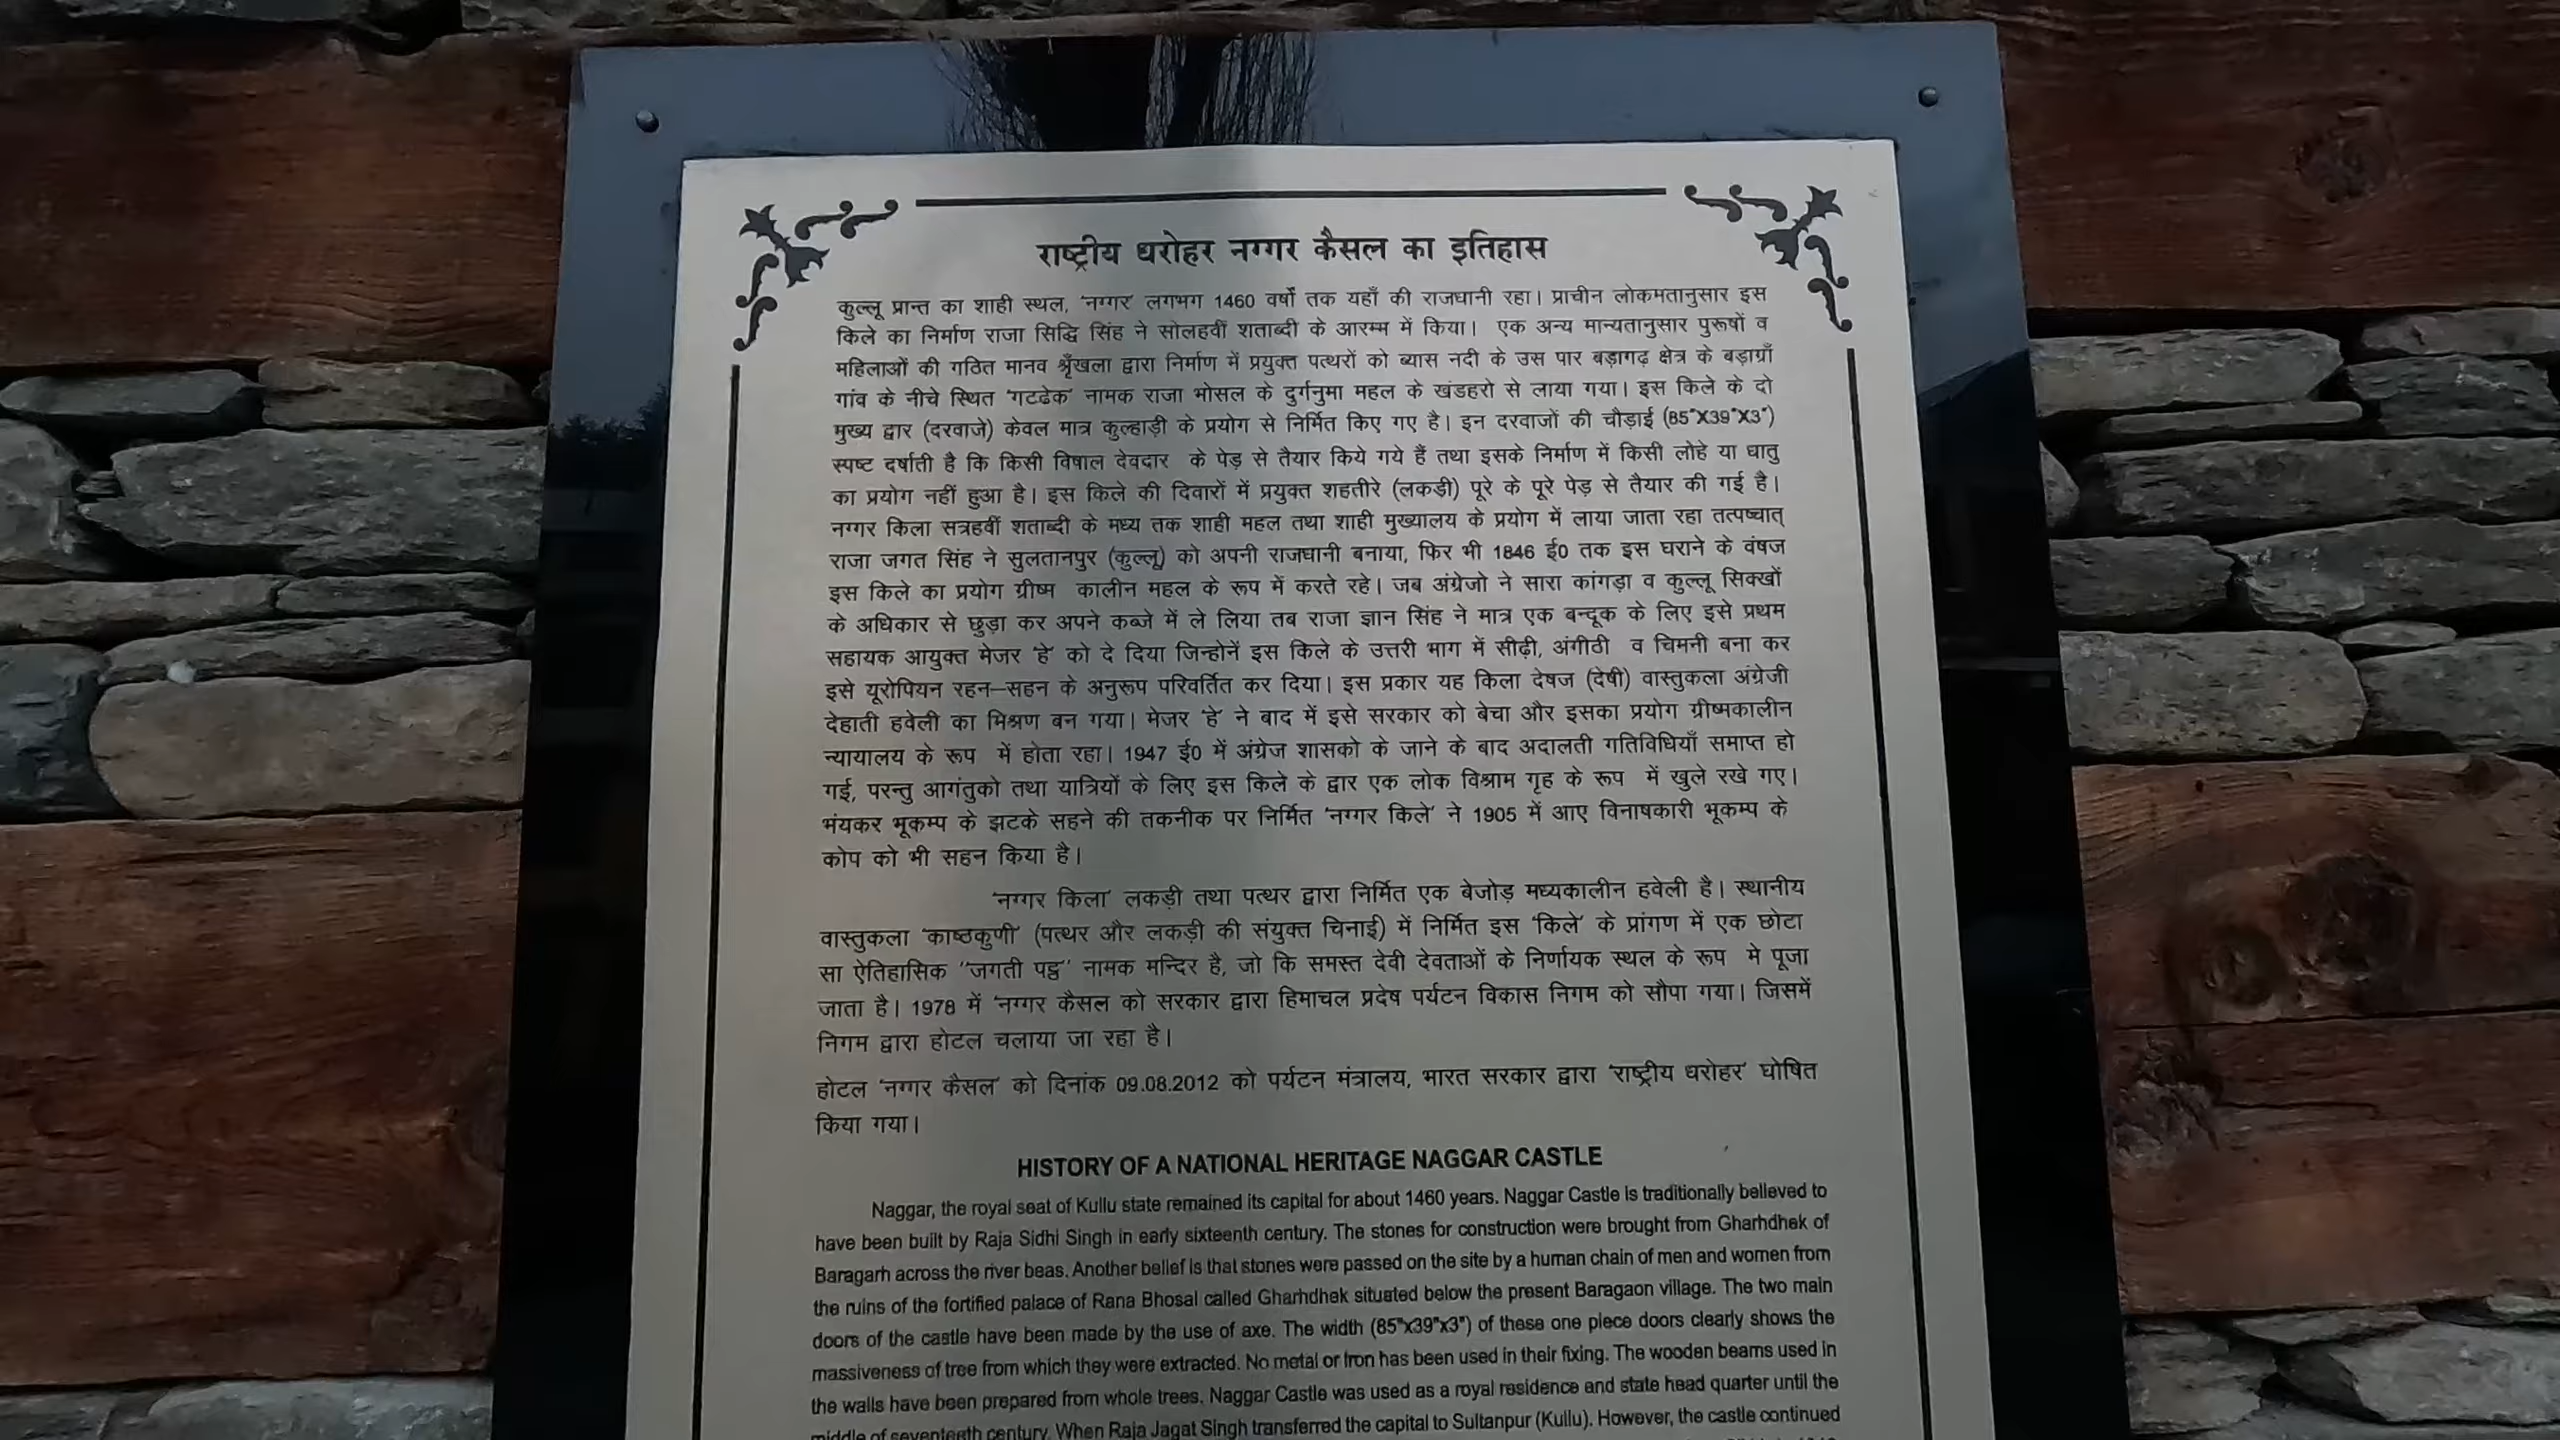 राष्ट्रीय धरोहर नग्गर कैसल का इतिहास
कुल्लू प्रान्त का शाही स्थल, 'नग्गर' लगभग 1460 वर्षों तक यहाँ की राजधानी रहा। प्राचीन लोकमतानुसार इस
किले का निर्माण राजा सिद्धि सिंह ने सोलहवीं शताब्दी के आरम्भ में किया। एक अन्य मान्यतानुसार पुरूषों व
महिलाओं की गठित मानव श्रृँखला द्वारा निर्माण में प्रयुक्त पत्थरों को ब्यास नदी के उस पार बड़ागढ़ क्षेत्र के बड़ाग्राँ
गांव के नीचे स्थित 'गटढेक' नामक राजा भोसल के दुर्गनुमा महल के खंडहरो से लाया गया। इस किले के दो
मुख्य द्वार (दरवाजे) केवल मात्र कुल्हाड़ी के प्रयोग से निर्मित किए गए है। इन दरवाजों की चौड़ाई (85"X39"X3")
स्पष्ट दर्षाती है कि किसी विषाल देवदार के पेड़ से तैयार किये गये हैं तथा इसके निर्माण में किसी लोहे या धातु
का प्रयोग नहीं हुआ है। इस किले की दिवारों में प्रयुक्त शहतीरे (लकड़ी) पूरे के पूरे पेड़ से तैयार की गई है।
नग्गर किला सत्रहवीं शताब्दी के मध्य तक शाही महल तथा शाही मुख्यालय के प्रयोग में लाया जाता रहा तत्पष्चात्
राजा जगत सिंह ने सुलतानपुर (कुल्लू) को अपनी राजधानी बनाया, फिर भी 1846 ई0 तक इस घराने के वंषज
इस किले का प्रयोग ग्रीष्म कालीन महल के रूप में करते रहे। जब अंग्रेजो ने सारा कांगड़ा व कुल्लू सिक्खों
के अधिकार से छुड़ा कर अपने कब्जे में ले लिया तब राजा ज्ञान सिंह ने मात्र एक बन्दूक के लिए इसे प्रथम
सहायक आयुक्त मेजर 'हे' को दे दिया जिन्होनें इस किले के उत्तरी भाग में सीढ़ी, अंगीठी व चिमनी बना कर
इसे यूरोपियन रहन–सहन के अनुरूप परिवर्तित कर दिया। इस प्रकार यह किला देषज (देषी) वास्तुकला अंग्रेजी
देहाती हवेली का मिश्रण बन गया। मेजर 'हे' ने बाद में इसे सरकार को बेचा और इसका प्रयोग ग्रीष्मकालीन
न्यायालय के रूप में होता रहा। 1947 ई0 में अंग्रेज शासको के जाने के बाद अदालती गतिविधियाँ समाप्त हो
गई, परन्तु आगंतुको तथा यात्रियों के लिए इस किले के द्वार एक लोक विश्राम गृह के रूप में खुले रखे गए।
भंयकर भूकम्प के झटके सहने की तकनीक पर निर्मित 'नग्गर किले' ने 1905 में आए विनाषकारी भूकम्प के
कोप को भी सहन किया है।
'नग्गर किला' लकड़ी तथा पत्थर द्वारा निर्मित एक बेजोड़ मध्यकालीन हवेली है। स्थानीय
वास्तुकला 'काष्ठकुणी' (पत्थर और लकड़ी की संयुक्त चिनाई) में निर्मित इस 'किले' के प्रांगण में एक छोटा
सा ऐतिहासिक "जगती पट्ट" नामक मन्दिर है, जो कि समस्त देवी देवताओं के निर्णायक स्थल के रूप मे पूजा
जाता है। 1978 में 'नग्गर कैसल को सरकार द्वारा हिमाचल प्रदेष पर्यटन विकास निगम को सौपा गया। जिसमें
निगम द्वारा होटल चलाया जा रहा है।
होटल 'नग्गर कैसल' को दिनांक 09.08.2012 को पर्यटन मंत्रालय, भारत सरकार द्वारा 'राष्ट्रीय धरोहर' घोषित
किया गया।
HISTORY OF A NATIONAL HERITAGE NAGGAR CASTLE
Naggar, the royal seat of Kullu state remained its capital for about 1460 years. Naggar Castle is traditionally believed to
have been built by Raja Sidhi Singh in early sixteenth century. The stones for construction were brought from Gharhdhek of
Baragarh across the river beas. Another belief is that stones were passed on the site by a human chain of men and women from
the ruins of the fortified palace of Rana Bhosal called Gharhdhek situated below the present Baragaon village. The two main
doors of the castle have been made by the use of axe. The width (85"x39"x3") of these one piece doors clearly shows the
massiveness of tree from which they were extracted. No metal or Iron has been used in their fixing. The wooden beams used in
the walls have been prepared from whole trees. Naggar Castle was used as a royal residence and state head quarter until the
middle of seventeeth century. When Raja Jagat Singh transferred the capital to Sultanpur (Kullu). However, the castle continued